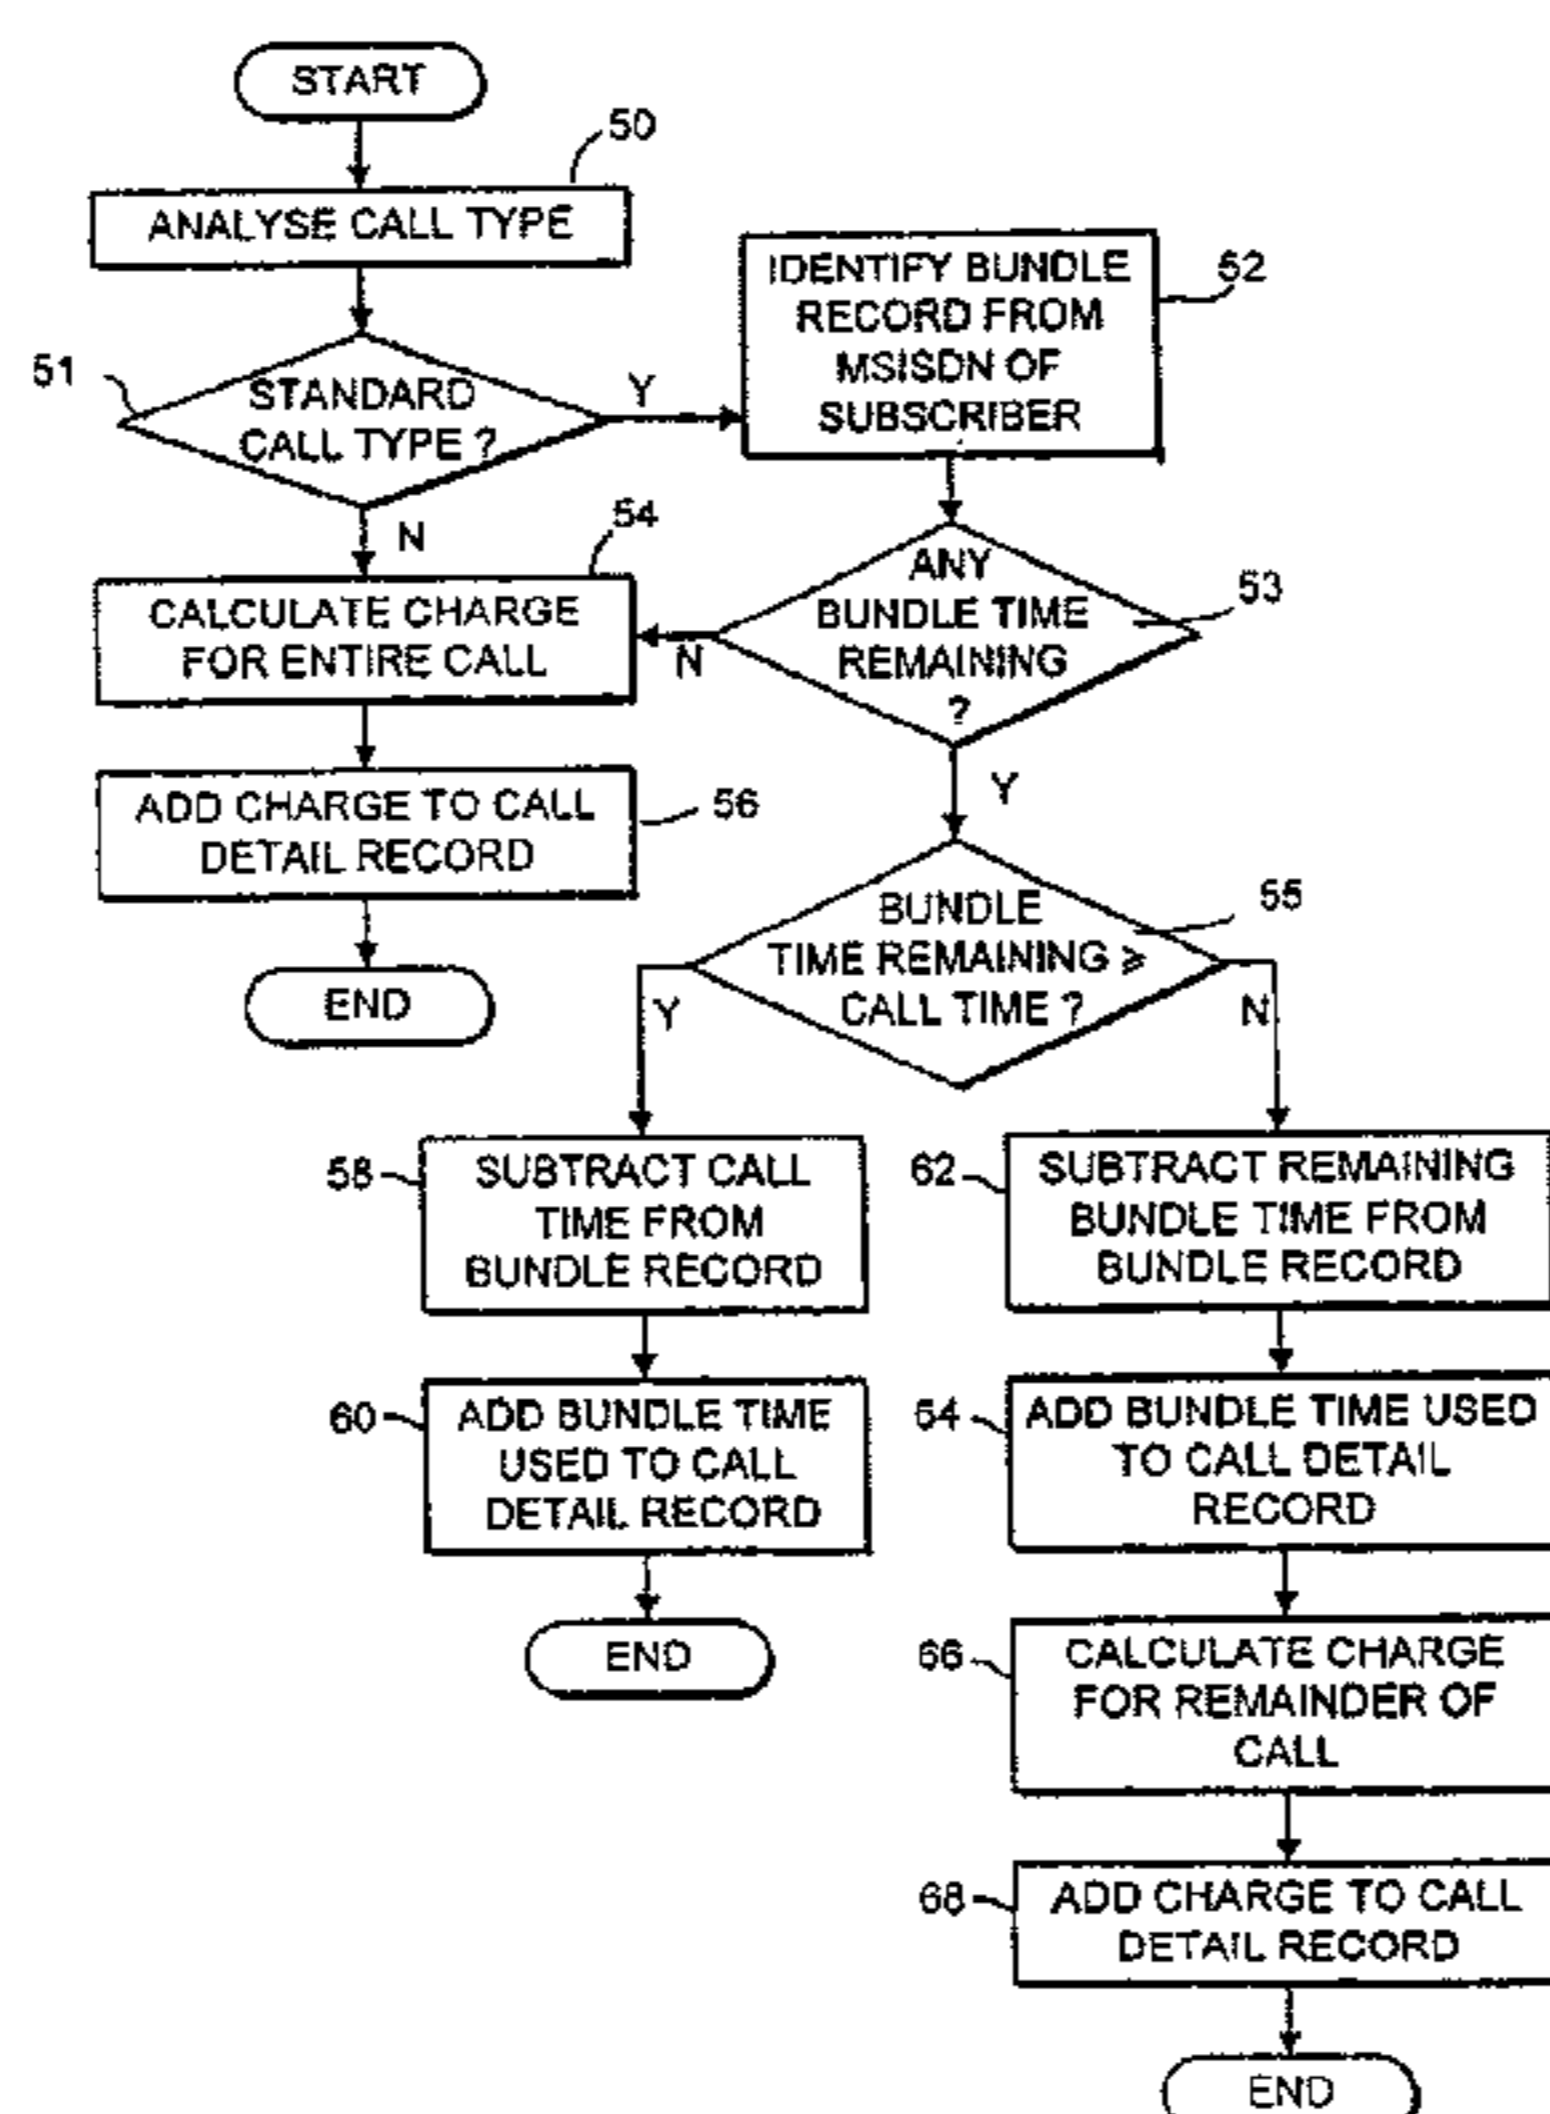 START
50
ANALYSE CALL TYPE
51
STANDARD
CALL TYPE ?
Y
N
IDENTIFY BUNDLE
RECORD FROM
MSISDN OF
SUBSCRIBER
52
54
CALCULATE CHARGE
FOR ENTIRE CALL
ANY
BUNDLE TIME
REMAINING
?
53
N
Y
ADD CHARGE TO CALL
DETAIL RECORD
56
END
BUNDLE
TIME REMAINING ⩾
CALL TIME ?
55
Y
N
58
SUBTRACT CALL
TIME FROM
BUNDLE RECORD
62
SUBTRACT REMAINING
BUNDLE TIME FROM
BUNDLE RECORD
60
ADD BUNDLE TIME
USED TO CALL
DETAIL RECORD
64
ADD BUNDLE TIME USED
TO CALL DETAIL
RECORD
END
66
CALCULATE CHARGE
FOR REMAINDER OF
CALL
68
ADD CHARGE TO CALL
DETAIL RECORD
END